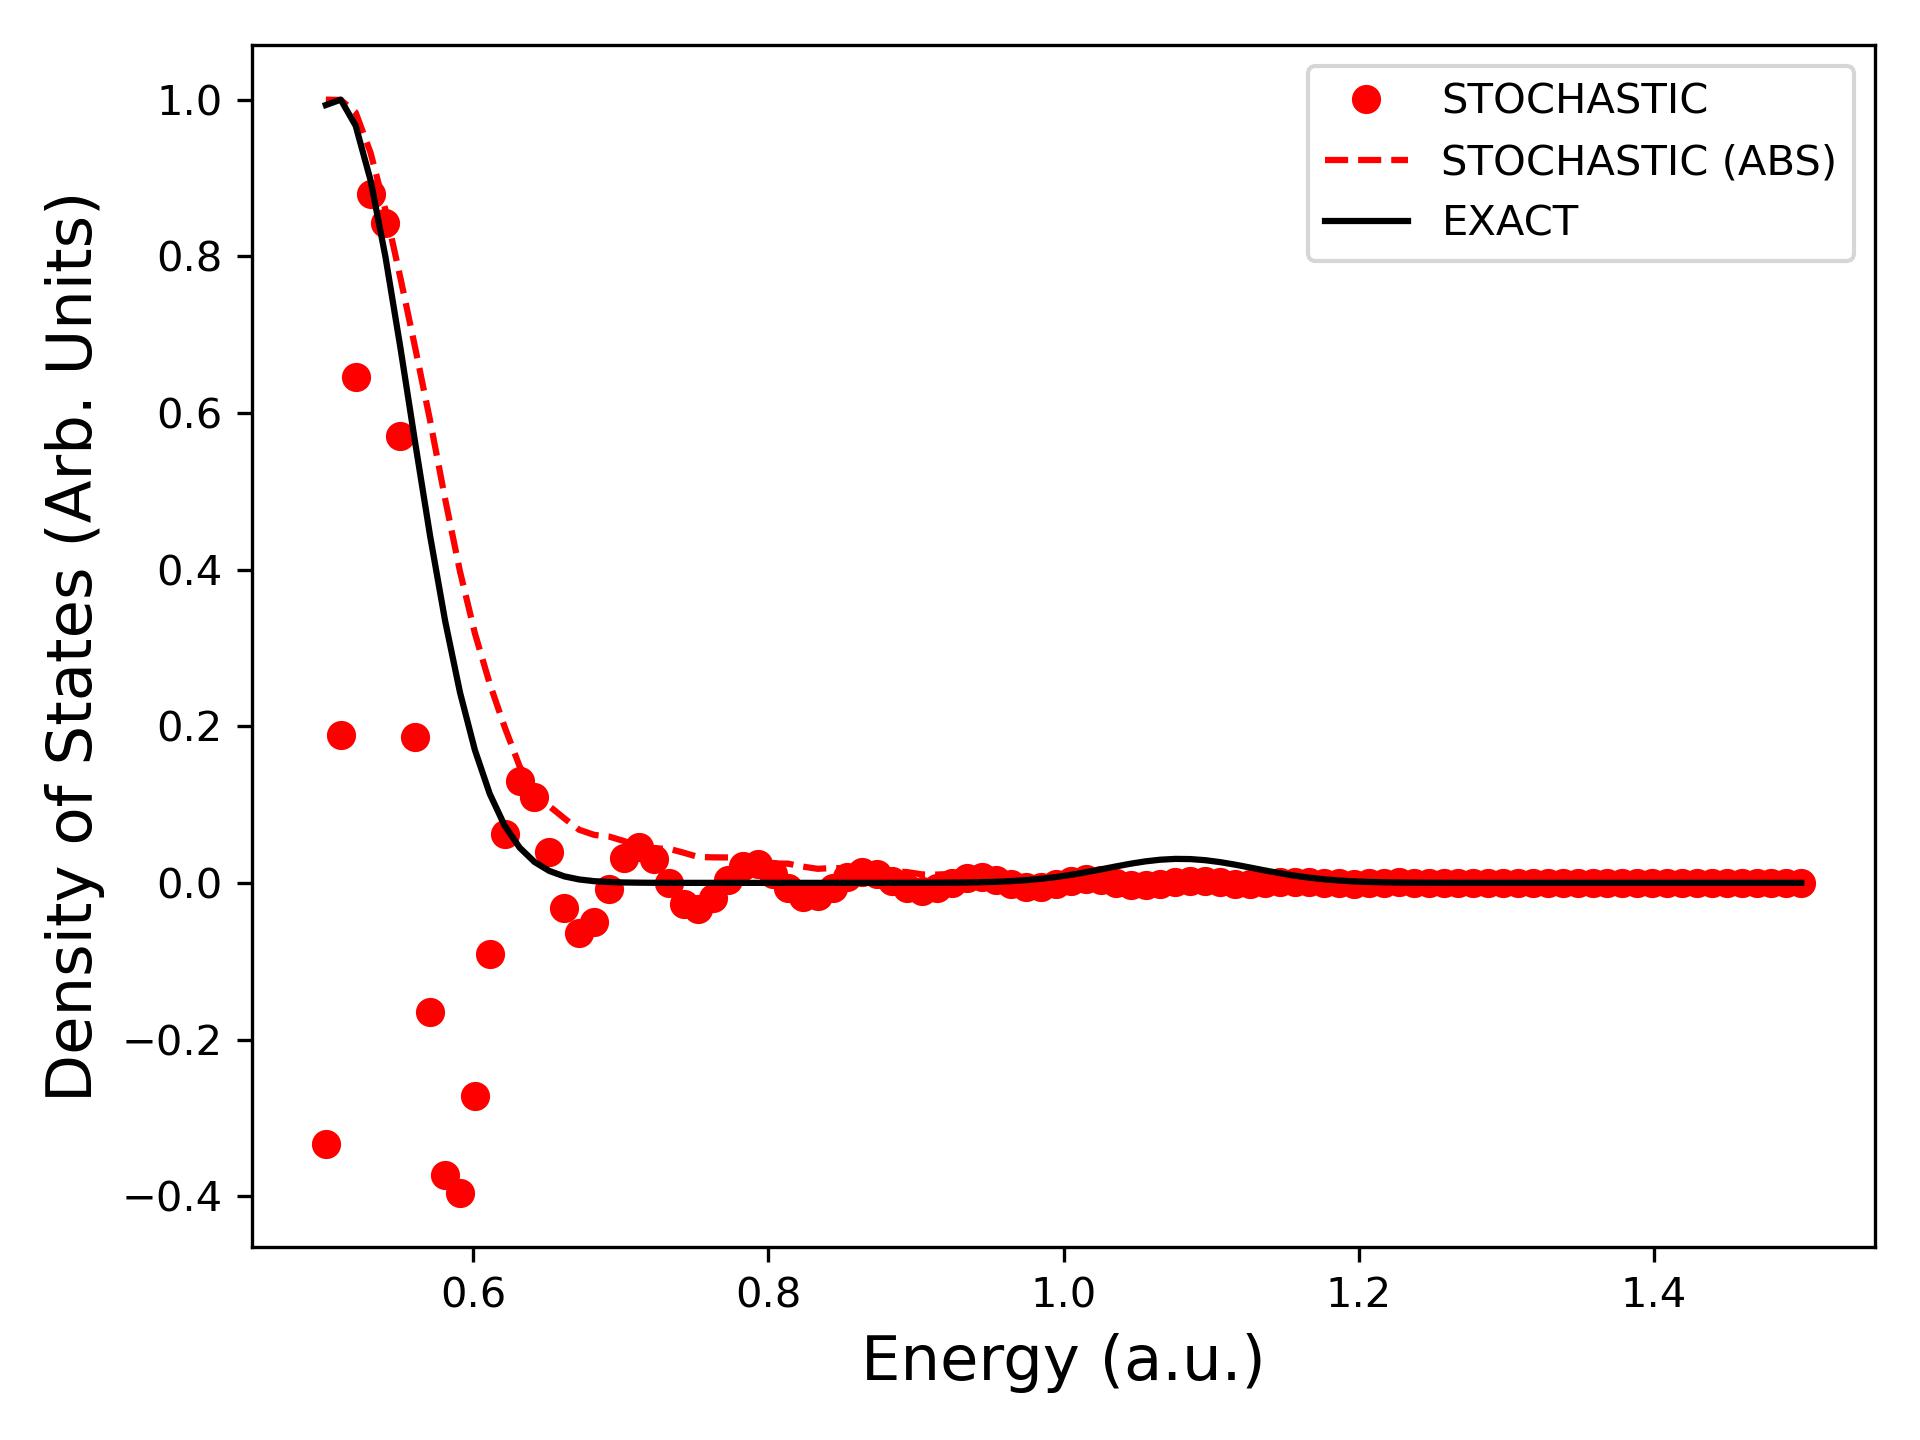 STOCHASTIC
STOCHASTIC (ABS)
EXACT
Density of States (Arb. Units)
1.0
0.8
0.6
0.4
0.2
0.0
−0.2
−0.4
0.6 0.8 1.0 1.2 1.4
Energy (a.u.)